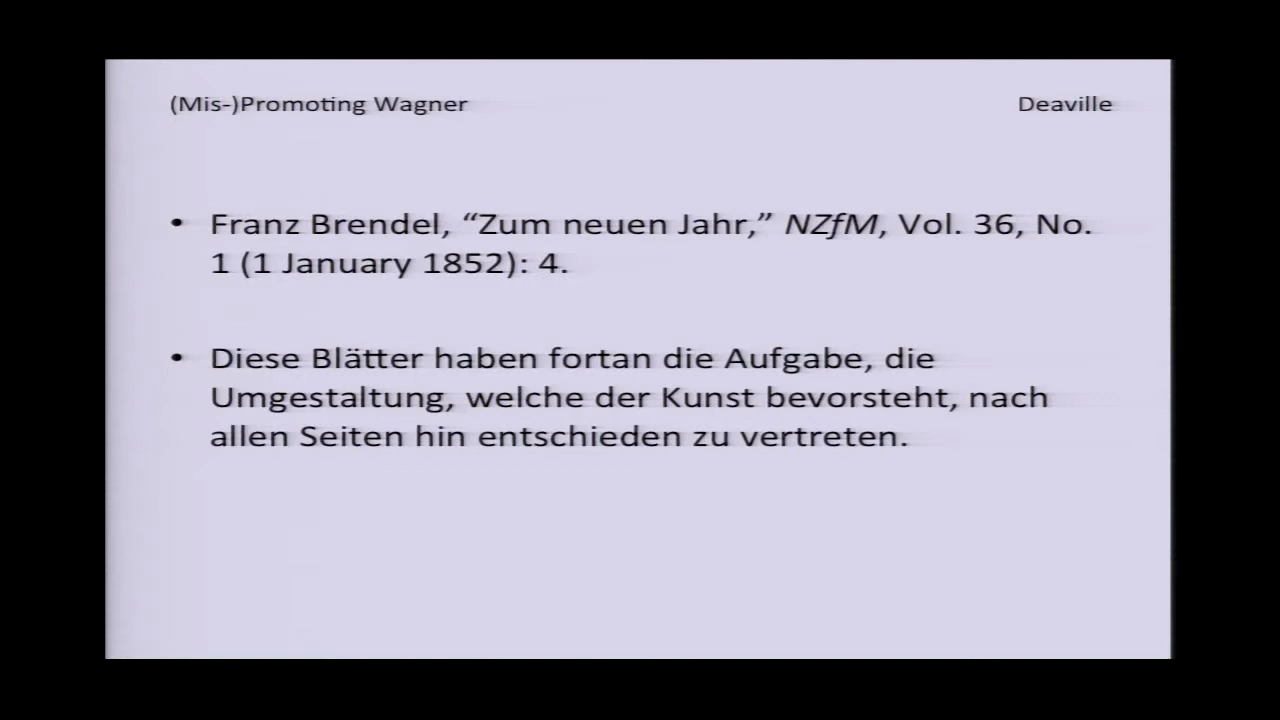 (Mis-)Promoting Wagner Deaville
• Franz Brendel, “Zum neuen Jahr,” NZfM, Vol. 36, No.
1 (1 January 1852): 4.
• Diese Blätter haben fortan die Aufgabe, die
Umgestaltung, welche der Kunst bevorsteht, nach
allen Seiten hin entschieden zu vertreten.